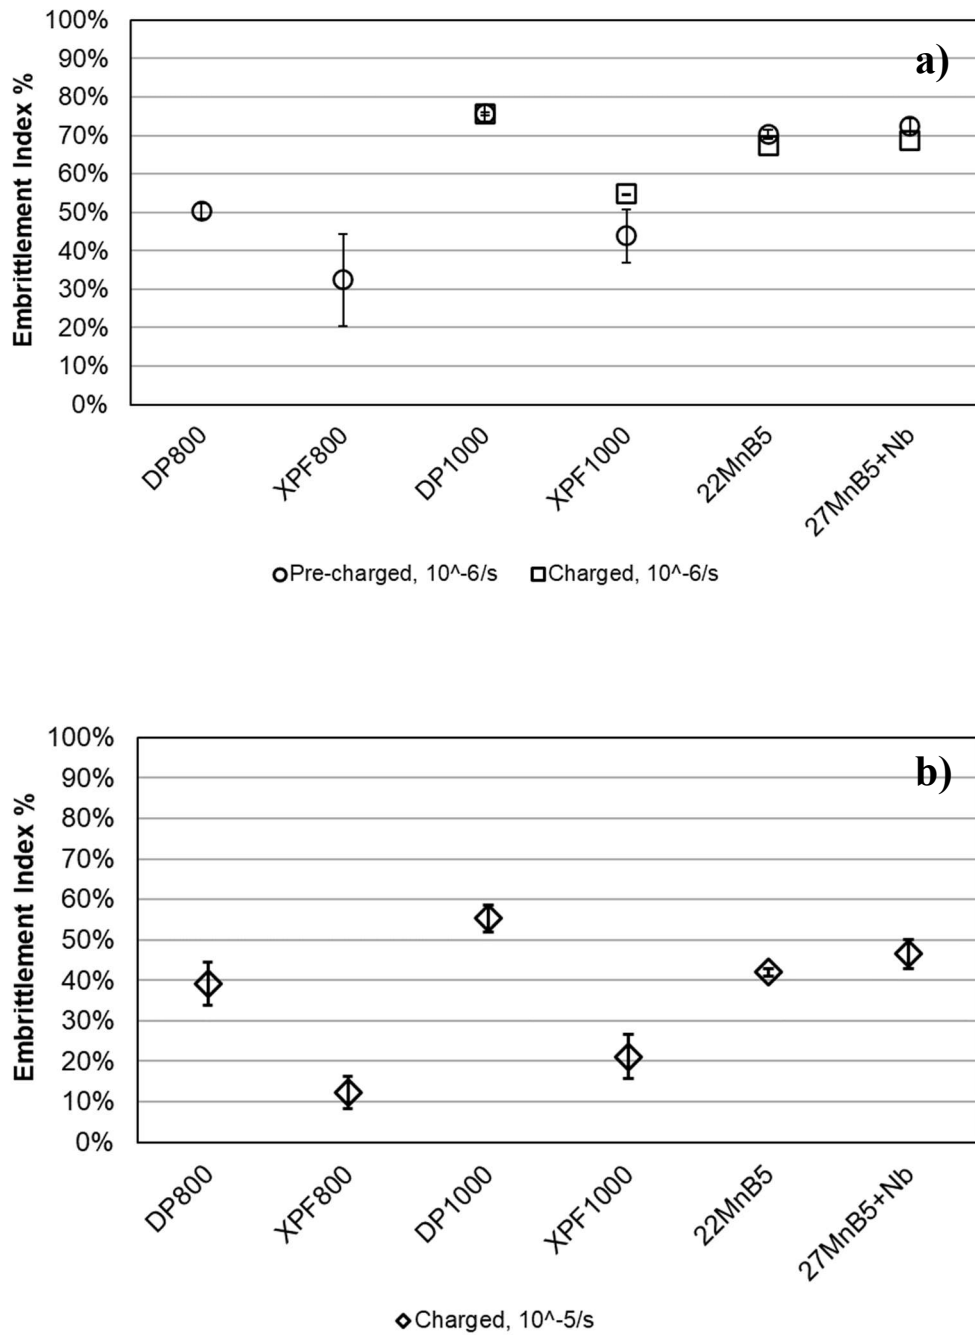 a)
100%
90%
80%
70%
60%
50%
40%
30%
20%
10%
0%
Embrittlement Index %
DP800
XPF800
DP1000
XPF1000
22MnB5
27MnB5+Nb
Pre-charged, 10^-6/s
Charged, 10^-6/s
b)
100%
90%
80%
70%
60%
50%
40%
30%
20%
10%
0%
Embrittlement Index %
DP800
XPF800
DP1000
XPF1000
22MnB5
27MnB5+Nb
Charged, 10^-5/s